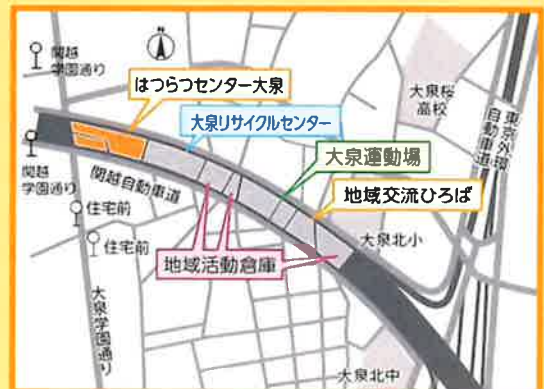 関越
学園通り
はつらつセンター大泉
大泉リサイクルセンター
大泉桜
高校
東京外環
自動車道
大泉運動場
関越
学園通り
関越自動車道
地域交流ひろば
住宅前
大泉北小
住宅前
地域活動倉庫
大泉学園通り
大泉北中